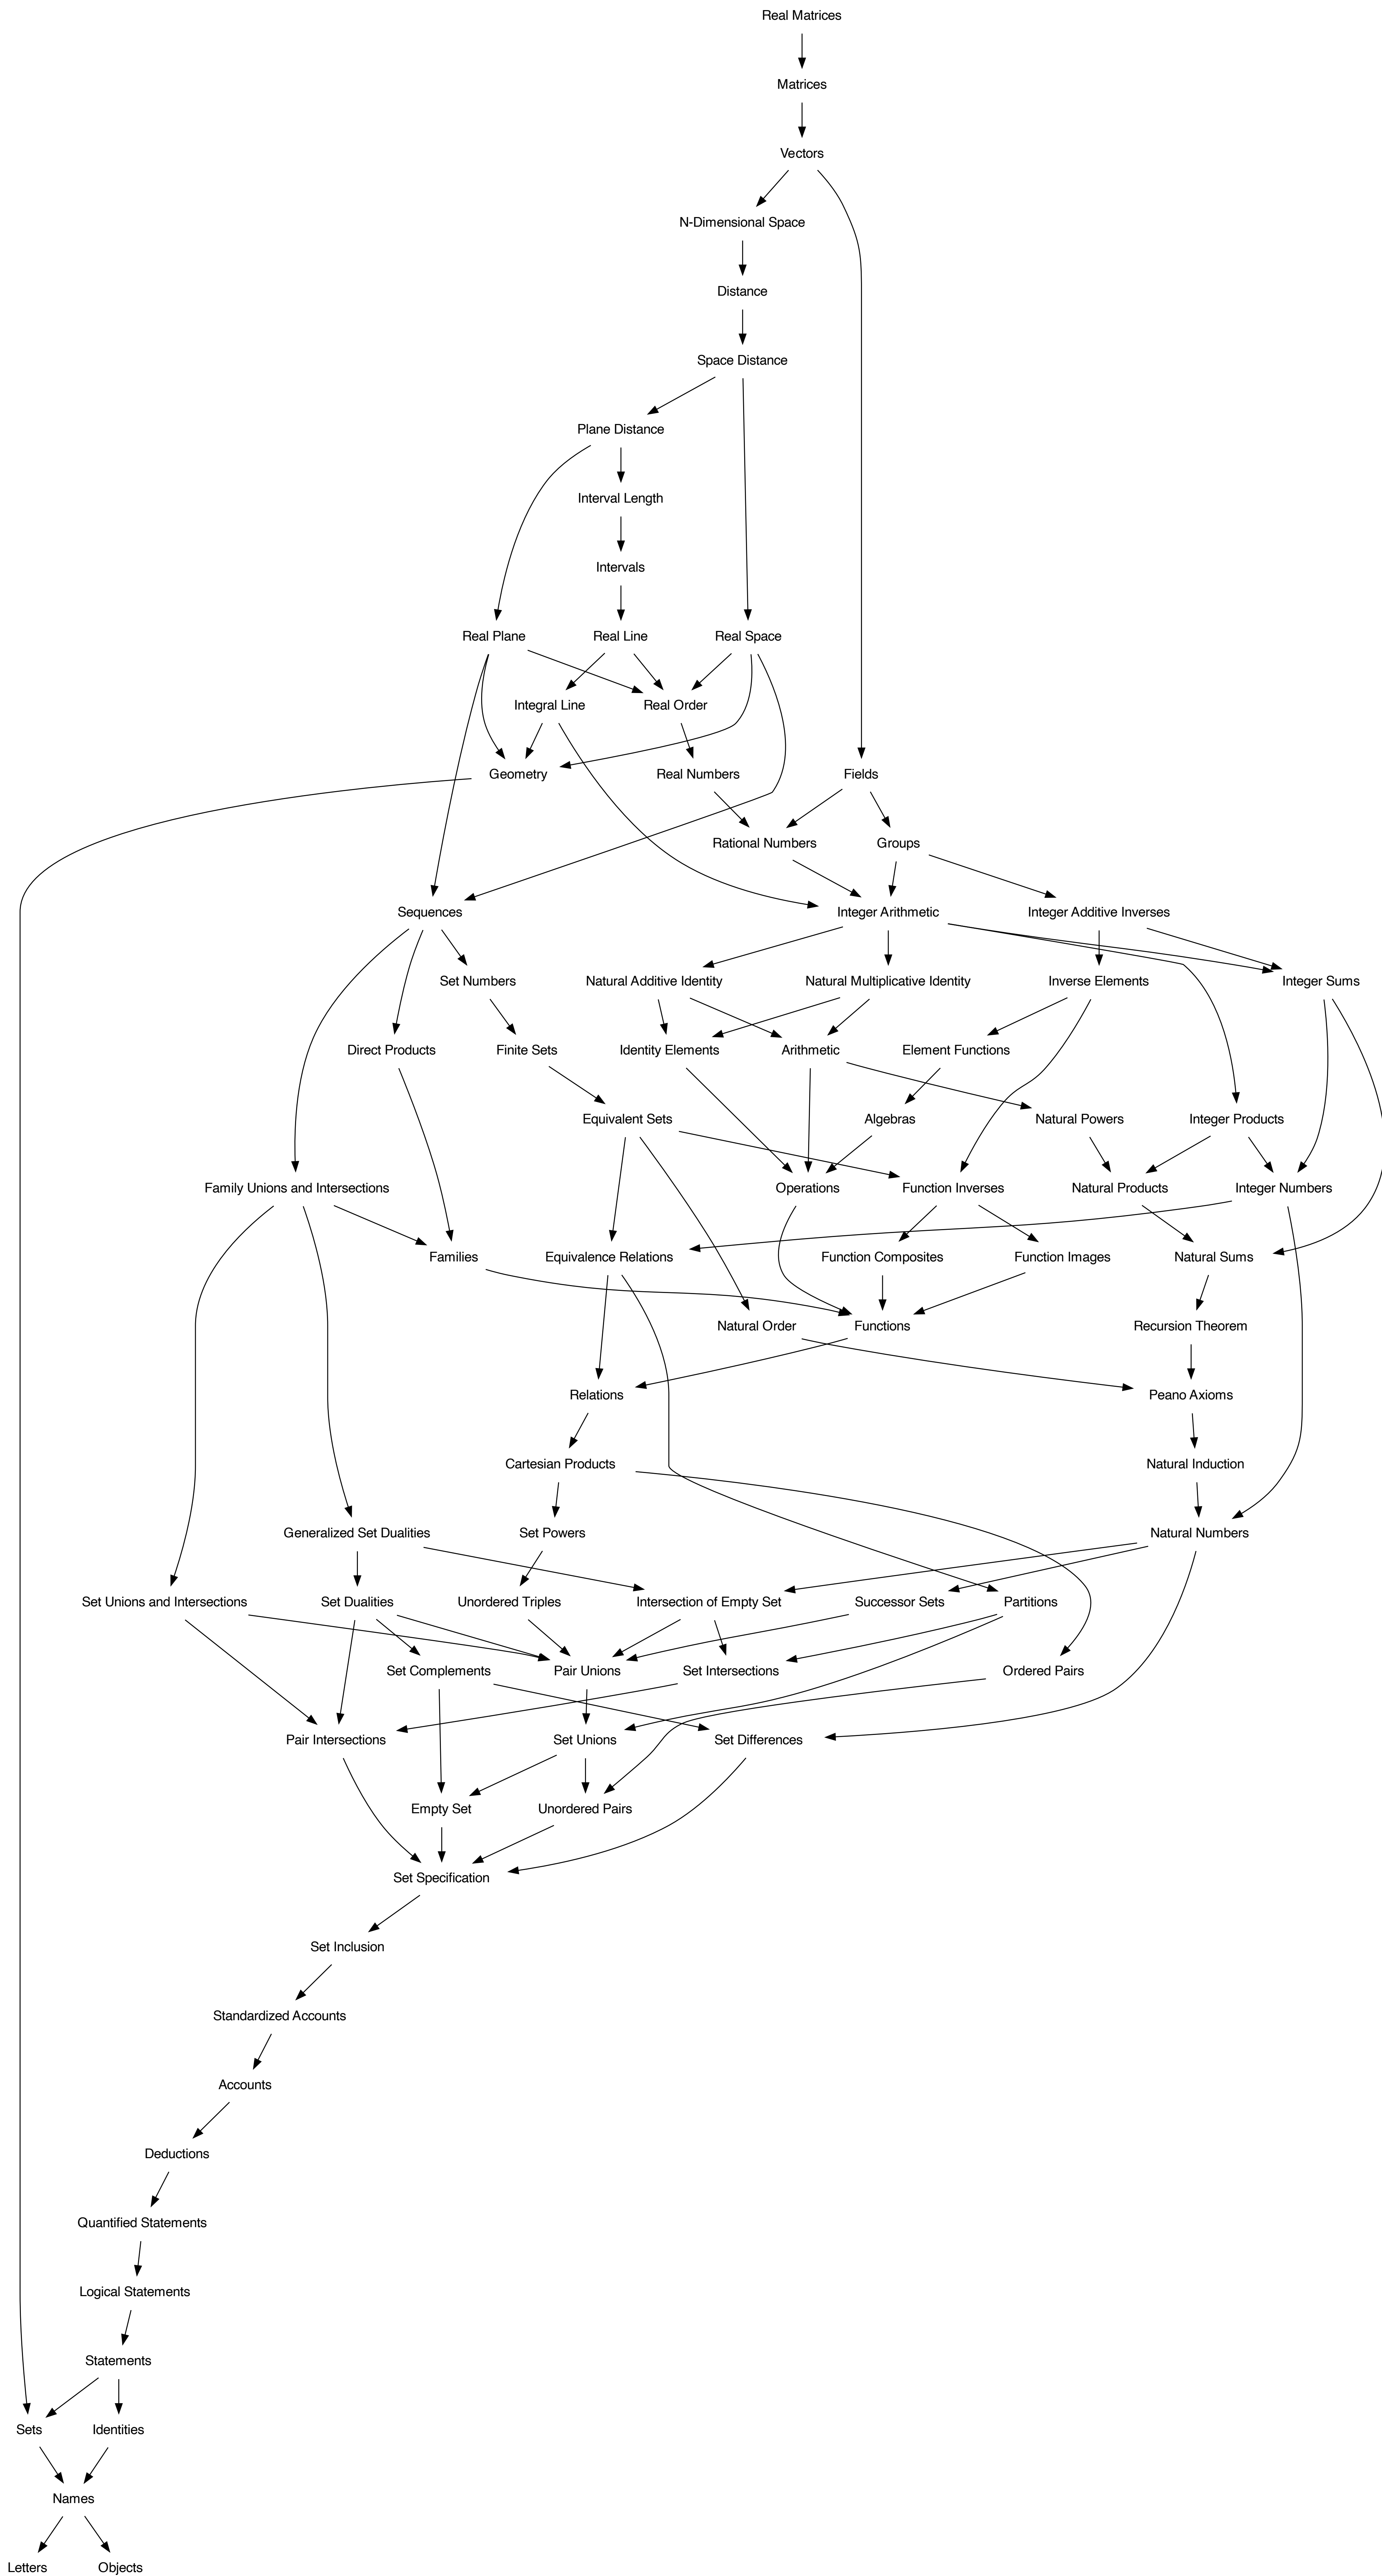 Real Matrices
Matrices
Vectors
N-Dimensional Space
Distance
Space Distance
Plane Distance
Interval Length
Intervals
Real Plane
Real Line
Real Space
Integral Line
Real Order
Geometry
Real Numbers
Fields
Rational Numbers
Groups
Sequences
Integer Arithmetic
Integer Additive Inverses
Set Numbers
Natural Additive Identity
Natural Multiplicative Identity
Inverse Elements
Integer Sums
Direct Products
Finite Sets
Identity Elements
Arithmetic
Element Functions
Equivalent Sets
Algebras
Natural Powers
Integer Products
Family Unions and Intersections
Operations
Function Inverses
Natural Products
Integer Numbers
Families
Equivalence Relations
Function Composites
Function Images
Natural Sums
Natural Order
Functions
Recursion Theorem
Relations
Peano Axioms
Cartesian Products
Natural Induction
Generalized Set Dualities
Set Powers
Natural Numbers
Set Unions and Intersections
Set Dualities
Unordered Triples
Intersection of Empty Set
Successor Sets
Partitions
Set Complements
Pair Unions
Set Intersections
Ordered Pairs
Pair Intersections
Set Unions
Set Differences
Empty Set
Unordered Pairs
Set Specification
Set Inclusion
Standardized Accounts
Accounts
Deductions
Quantified Statements
Logical Statements
Statements
Sets
Identities
Names
Letters
Objects